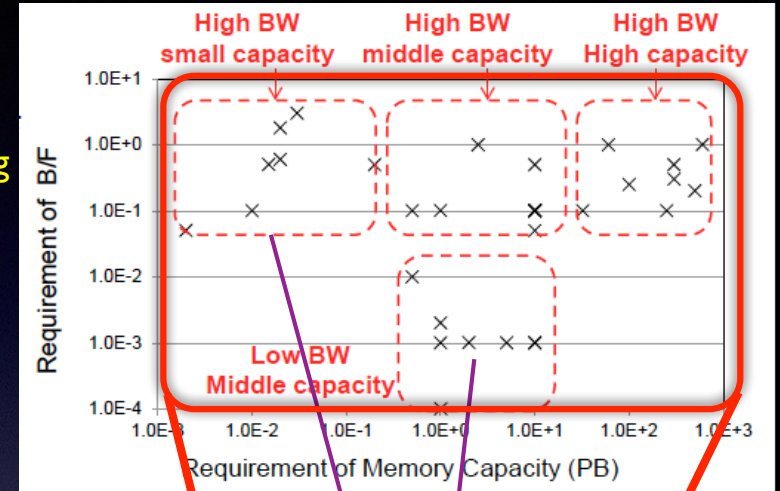 High BW
small capacity
High BW
middle capacity
High BW
High capacity
1.0E+1
1.0E+0
1.0E-1
1.0E-2
1.0E-3
1.0E-4
Requirement of B/F
Low BW
Middle capacity
1.0E-3
1.0E-2
1.0E-1
1.0E+0
1.0E+1
1.0E+2
1.0E+3
Requirement of Memory Capacity (PB)